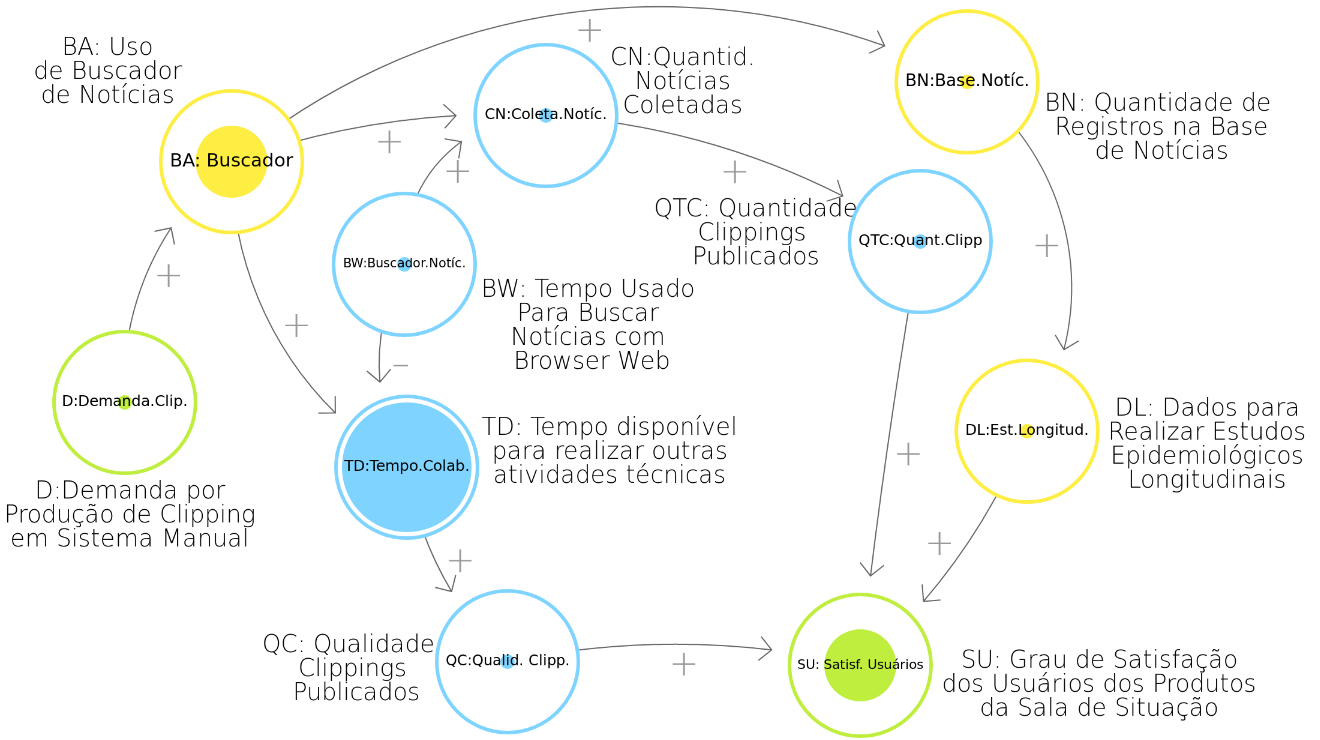 BA: Uso
de Buscador
de Notícias
BA: Buscador
+
CN:Quantid.
Notícias
Coletadas
CN:Coleta.Notíc.
+
+
BN:Base.Notíc.
BN: Quantidade de
Registros na Base
de Notícias
+
QTC: Quantidade
Clippings
Publicados
QTC:Quant.Clipp
+
BW:Buscador.Notíc.
BW: Tempo Usado
Para Buscar
Notícias com
Browser Web
+
+
−
D:Demanda.Clip.
D:Demanda por
Produção de Clipping
em Sistema Manual
TD:Tempo.Colab.
TD: Tempo disponível
para realizar outras
atividades técnicas
DL:Est.Longitud.
DL: Dados para
Realizar Estudos
Epidemiológicos
Longitudinais
+
+
+
QC: Qualidade
Clippings
Publicados
QC:Qualid. Clipp.
+
SU: Satisf. Usuários
SU: Grau de Satisfação
dos Usuários dos Produtos
da Sala de Situação